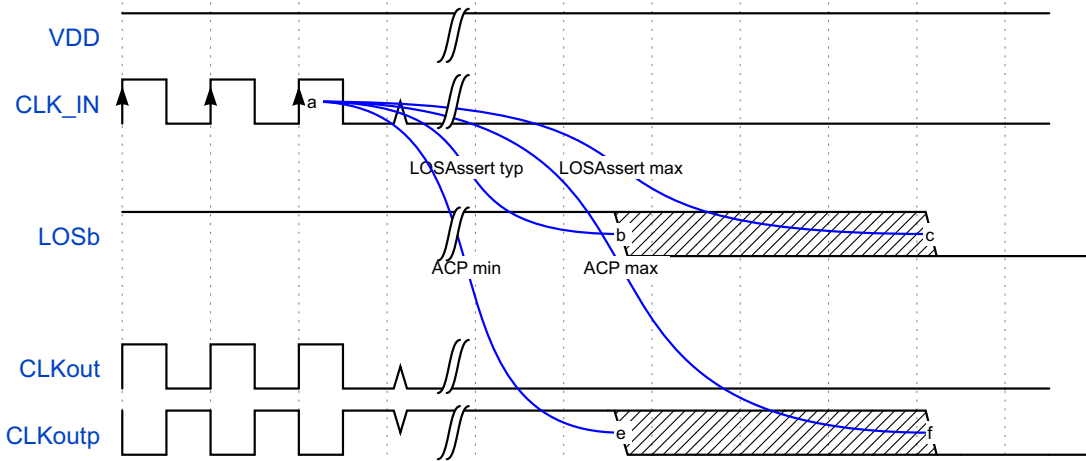 VDD
CLK_IN
a
LOSAssert typ
LOSAssert max
LOSb
b
c
ACP min
ACP max
CLKout
CLKoutp
e
f